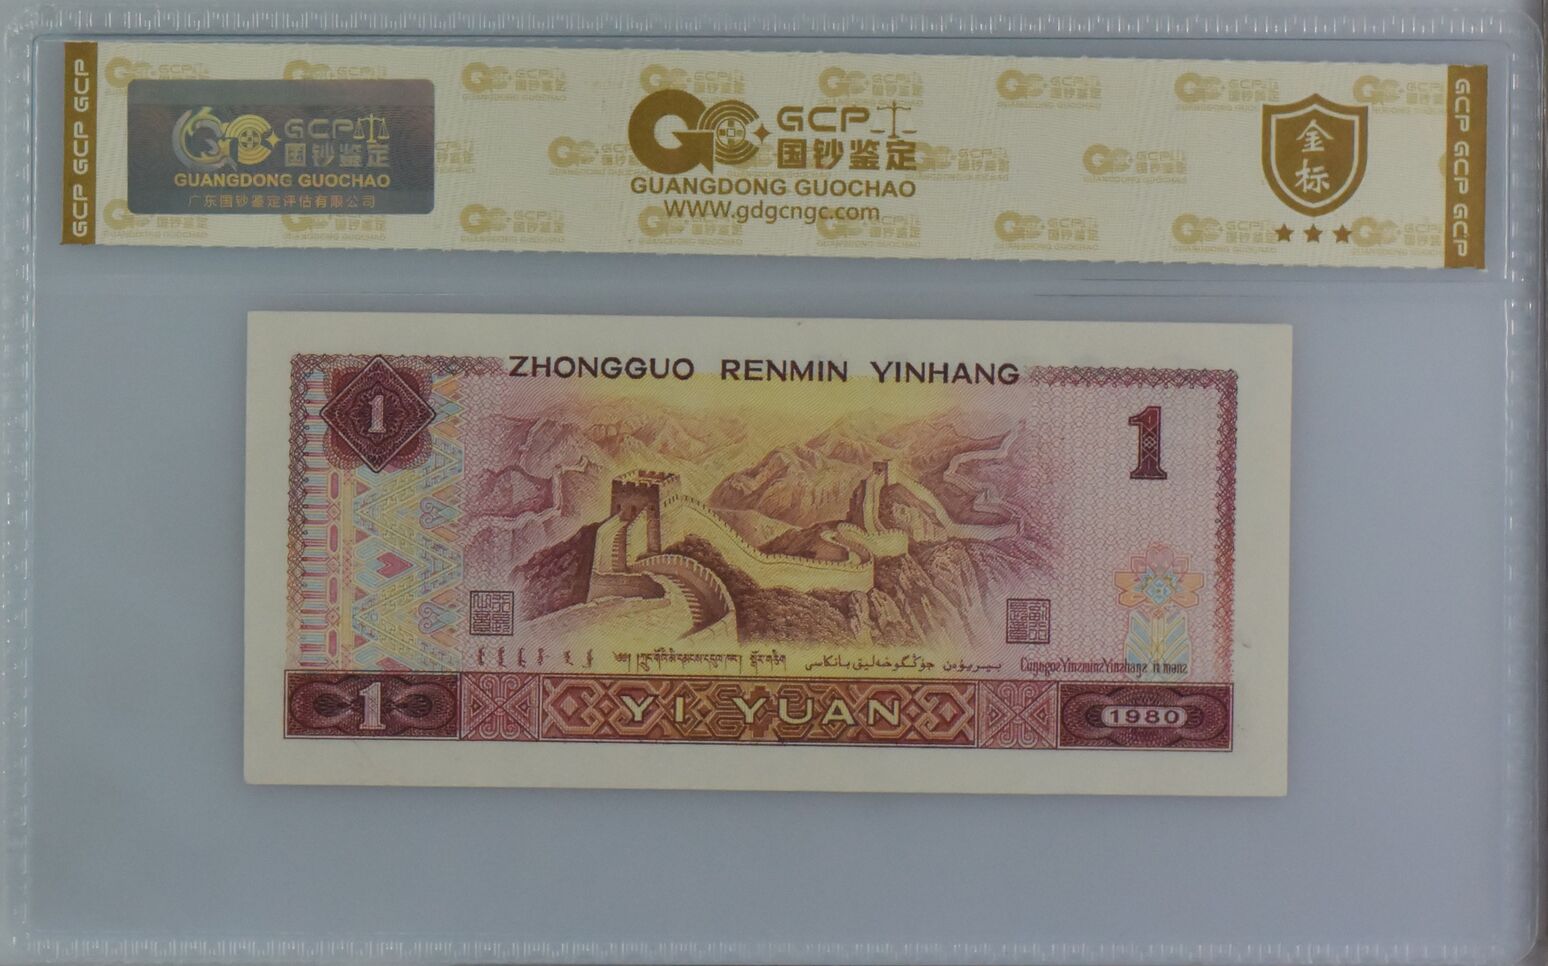 GCP GCP GCP
GCP
国钞鉴定
GUANGDONG GUOCHAO
广东国钞鉴定评估有限公司
GCP
国钞鉴定
GUANGDONG GUOCHAO
WWW.gdgcngc.com
金标
GCP GCP GCP
ZHONGGUO RENMIN YINHANG
1
1
1
YI YUAN
1980